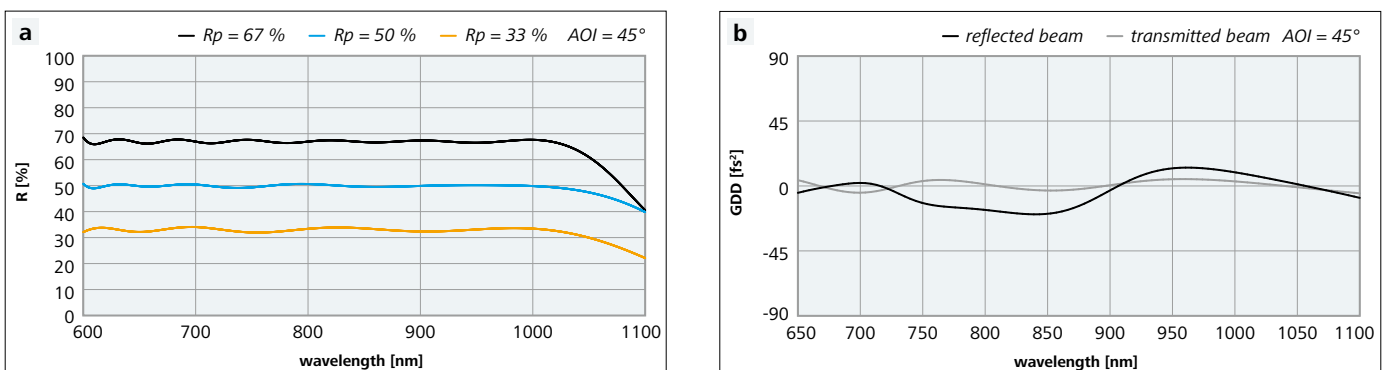 a
— Rp = 67 % — Rp = 50 % — Rp = 33 % AOI = 45°
100
90
80
70
60
50
40
30
20
10
0
R [%]
600 700 800 900 1000 1100
wavelength [nm]
b
— reflected beam — transmitted beam AOI = 45°
90
45
0
-45
-90
GDD [fs²]
650 700 750 800 850 900 950 1000 1050 1100
wavelength [nm]